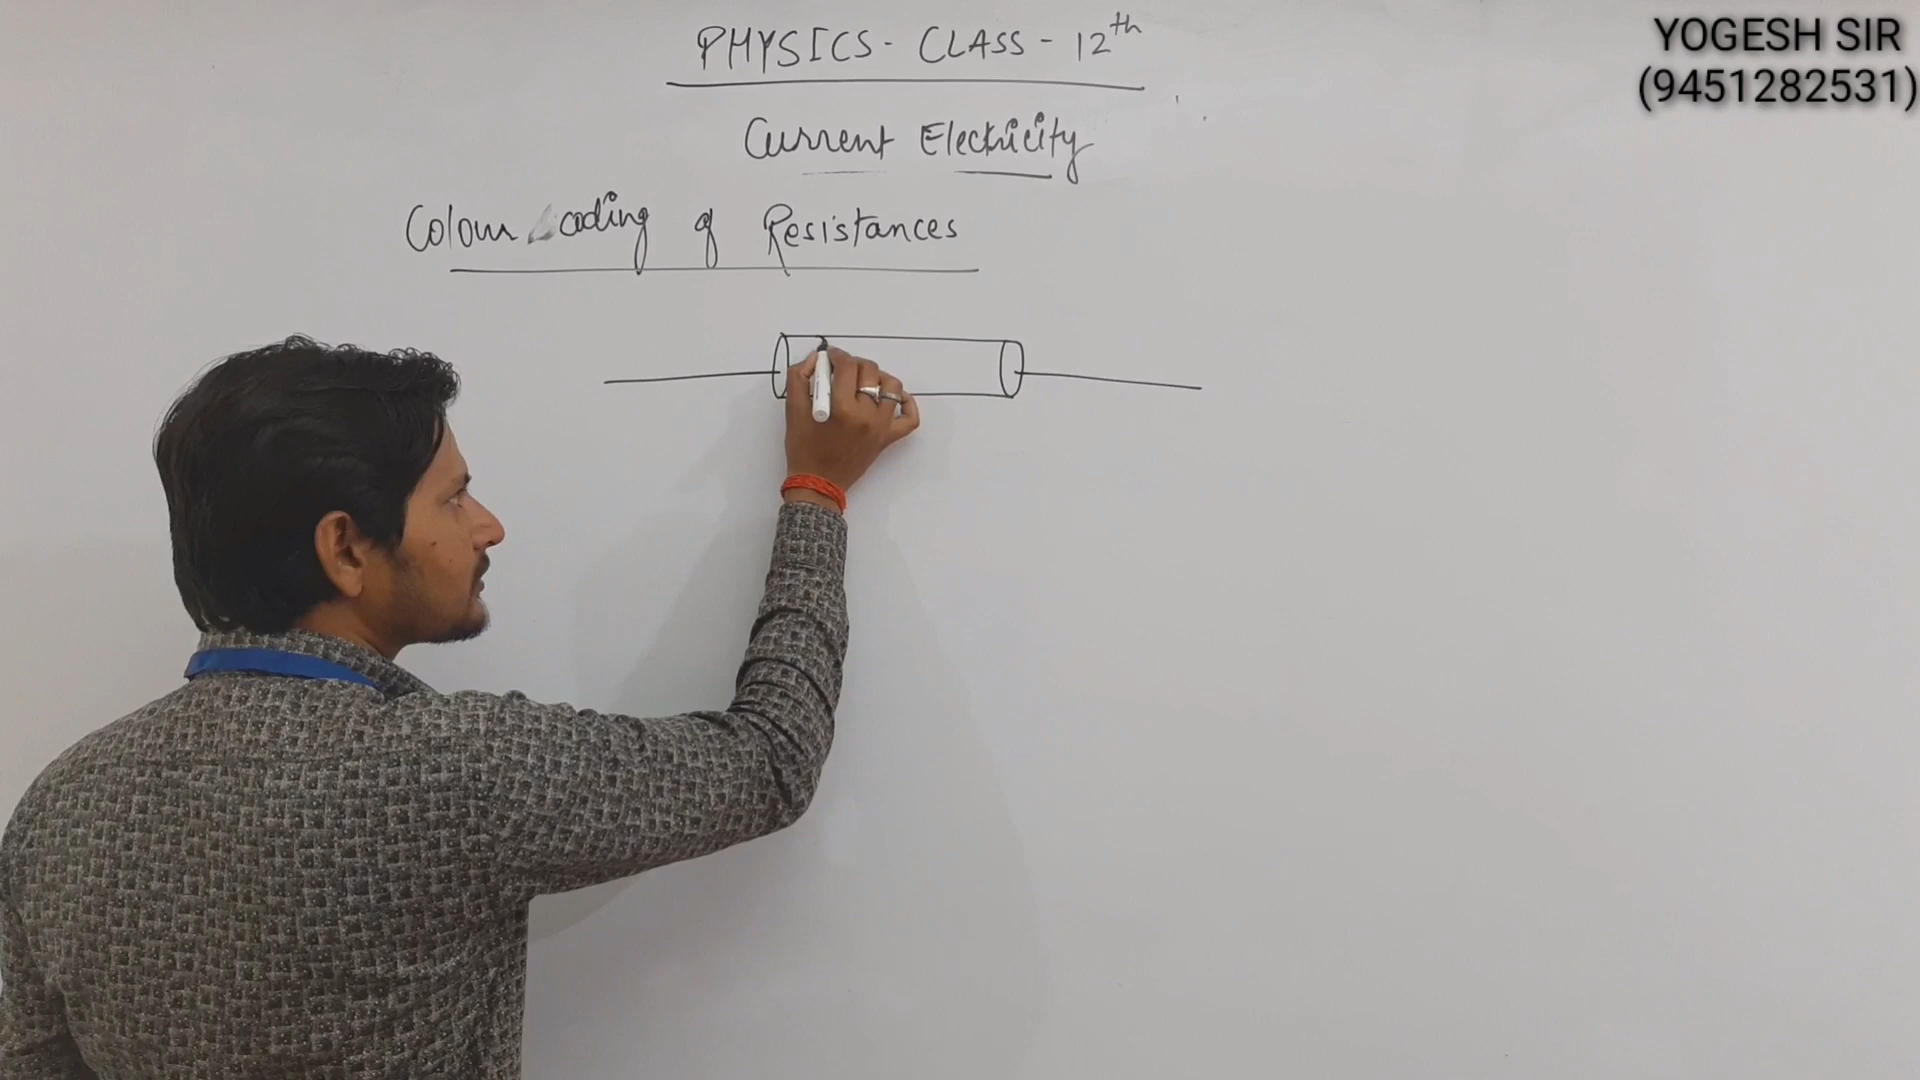 PHYSICS - CLASS - 12th
Current Electricity
Colour coding of Resistances
YOGESH SIR
(9451282531)